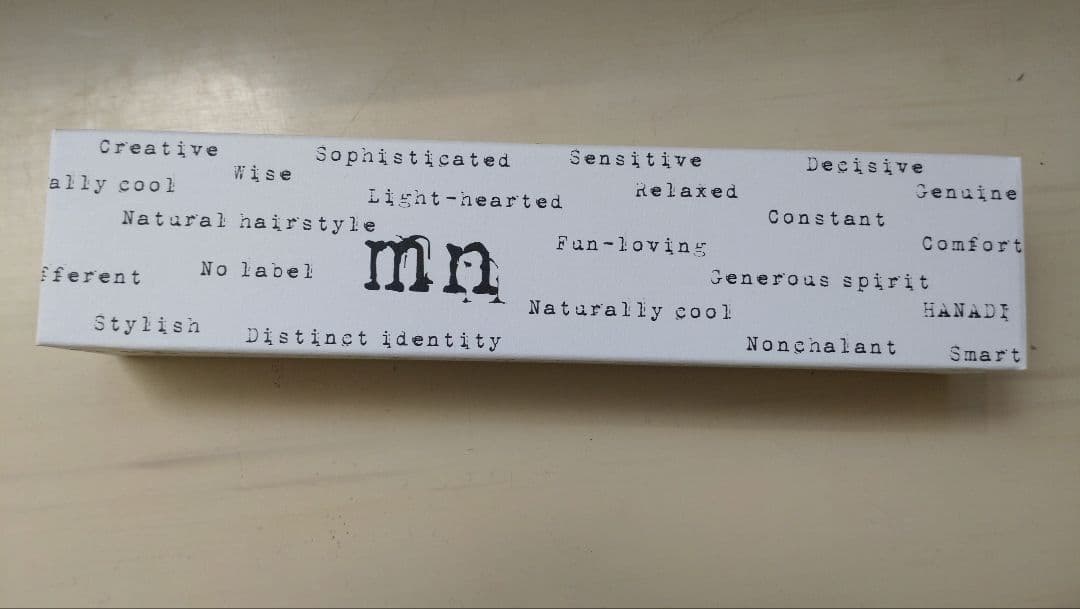 Creative
Sophisticated
Sensitive
Decisive
Wise
ally cool
Light-hearted
Relaxed
Genuine
Natural hairstyle
Constant
mn
Fun-loving
Comfort
fferent
No label
Generous spirit
Naturally cool
HANADI
Stylish
Distinct identity
Nonchalant
Smart